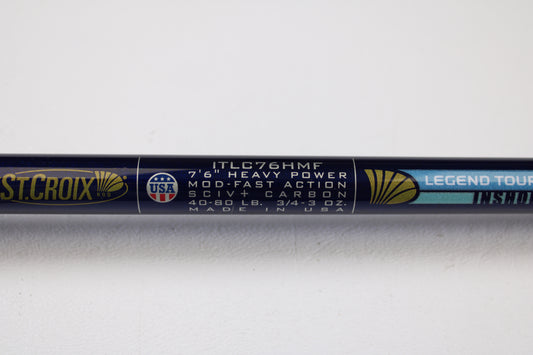 ST.CROIX
USA
ITLC76HMF
7'6" HEAVY POWER
MOD-FAST ACTION
SCIV+ CARBON
40-80 LB. 3/4-3 OZ.
MADE IN USA
LEGEND TOUR
INSHO